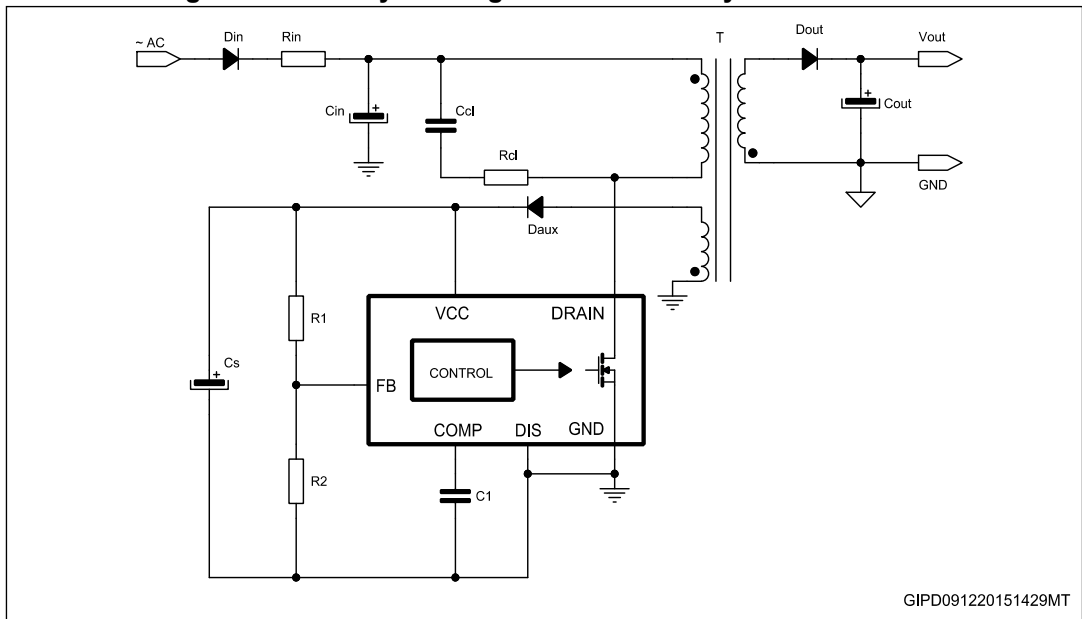 ~ AC
Din
Rin
T
Dout
Vout
Cin
+
Ccl
+
Cout
Rcl
GND
Daux
VCC
DRAIN
R1
Cs
+
CONTROL
FB
COMP
DIS
GND
R2
C1
GIPD091220151429MT